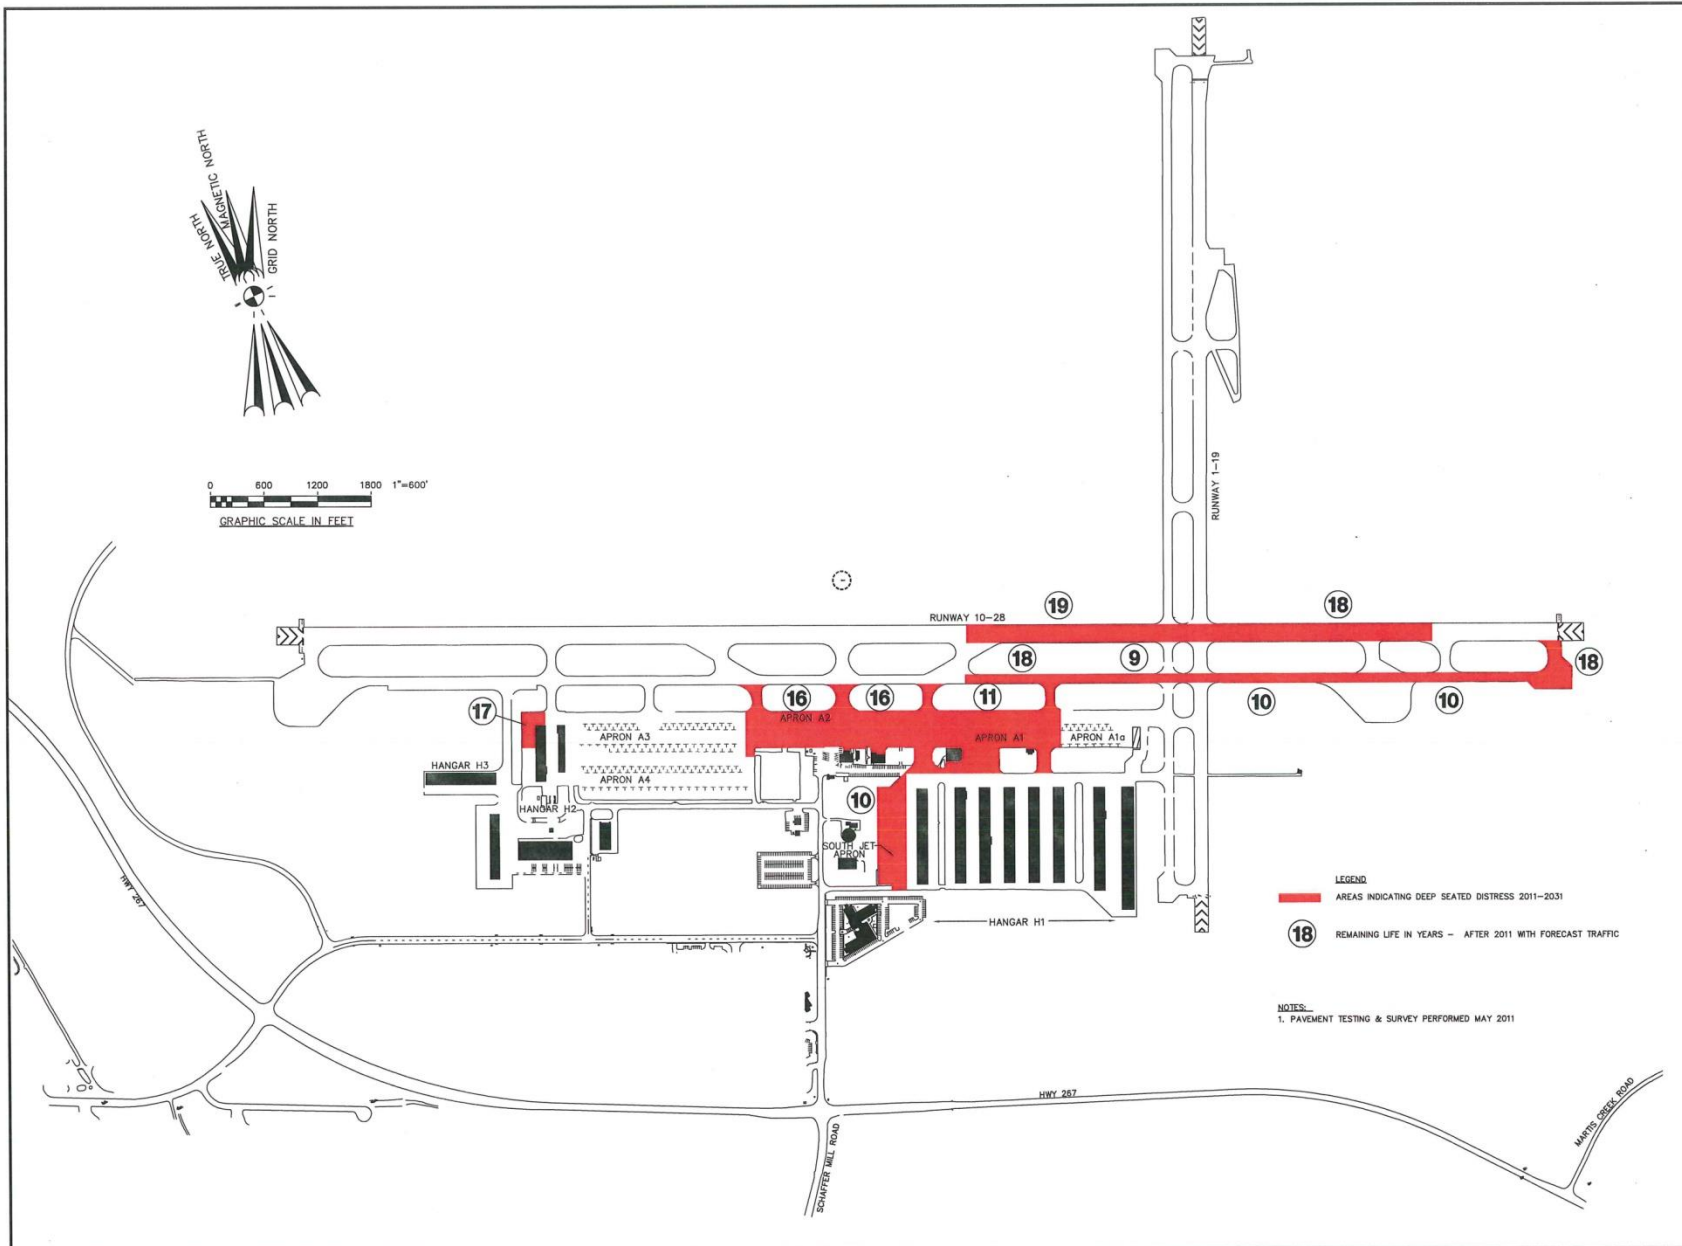 TRUE NORTH
MAGNETIC NORTH
GRID NORTH
0 600 1200 1800 1"=600'
GRAPHIC SCALE IN FEET
RUNWAY 1-19
RUNWAY 10-28
19
18
18
9
18
16
16
11
10
10
17
APRON A2
APRON A3
APRON A1
APRON A1a
HANGAR H3
APRON A4
10
HANGAR H2
SOUTH JET
APRON
HANGAR H1
HWY 267
LEGEND
AREAS INDICATING DEEP SEATED DISTRESS 2011-2031
18 REMAINING LIFE IN YEARS - AFTER 2011 WITH FORECAST TRAFFIC
NOTES:
1. PAVEMENT TESTING & SURVEY PERFORMED MAY 2011
HWY 267
SCHAFFER MILL ROAD
MARTIS CREEK ROAD